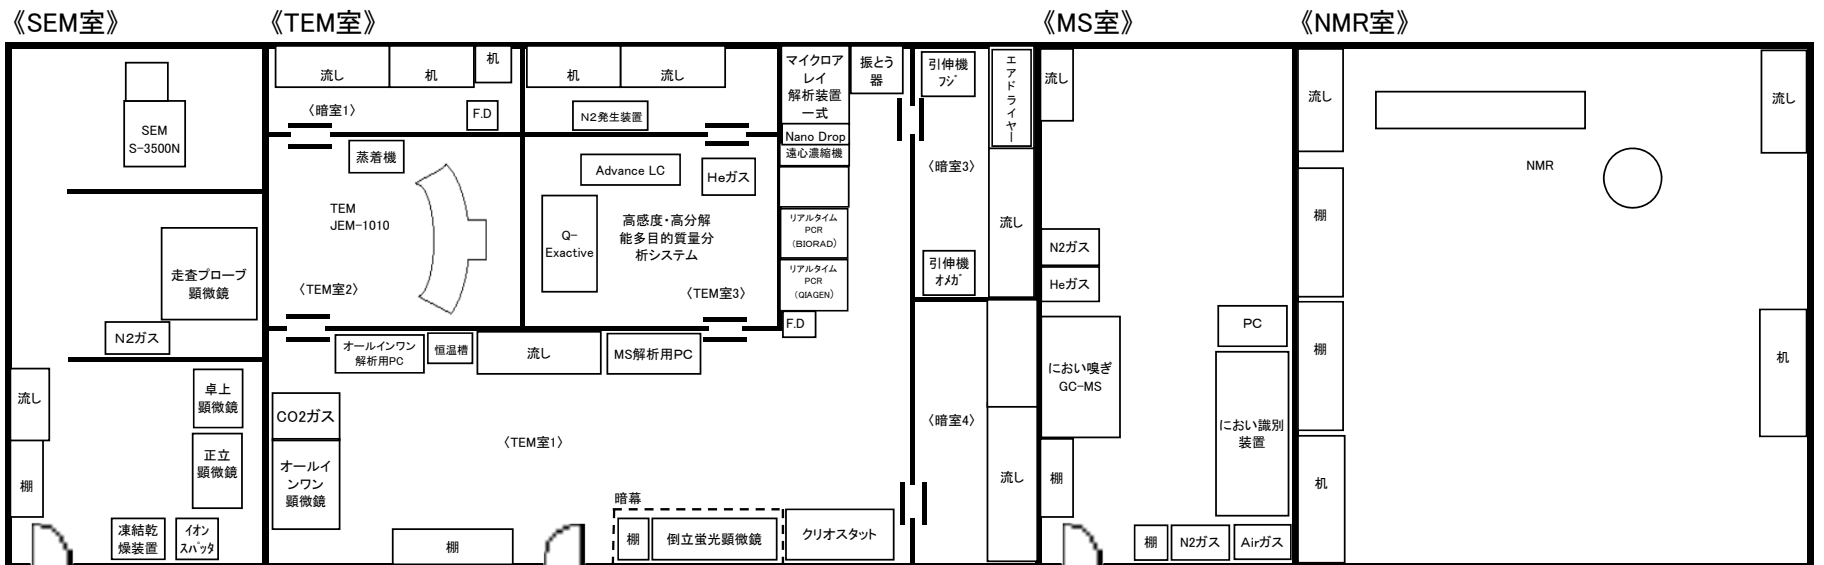 《SEM室》
《TEM室》
《MS室》
《NMR室》
SEM
S-3500N
走査プローブ
顕微鏡
N2ガス
流し
棚
卓上
顕微鏡
正立
顕微鏡
凍結乾
燥装置
イオン
スパッタ
流し
机
机
〈暗室1〉
F.D
蒸着機
TEM
JEM-1010
〈TEM室2〉
机
流し
N2発生装置
Advance LC
Heガス
Q-
Exactive
高感度・高分解
能多目的質量分
析システム
〈TEM室3〉
マイクロア
レイ
解析装置
一式
振とう
器
Nano Drop
遠心濃縮機
リアルタイム
PCR
(BIORAD)
リアルタイム
PCR
(QIAGEN)
F.D
オールインワン
解析用PC
恒温槽
流し
MS解析用PC
CO2ガス
オールイ
ンワン
顕微鏡
〈TEM室1〉
棚
暗幕
棚
倒立蛍光顕微鏡
クリオスタット
引伸機
フジ
エアドライヤー
〈暗室3〉
流し
引伸機
オメガ
〈暗室4〉
流し
流し
N2ガス
Heガス
PC
におい嗅ぎ
GC-MS
におい識別
装置
棚
棚
N2ガス
Airガス
流し
棚
棚
机
NMR
流し
机